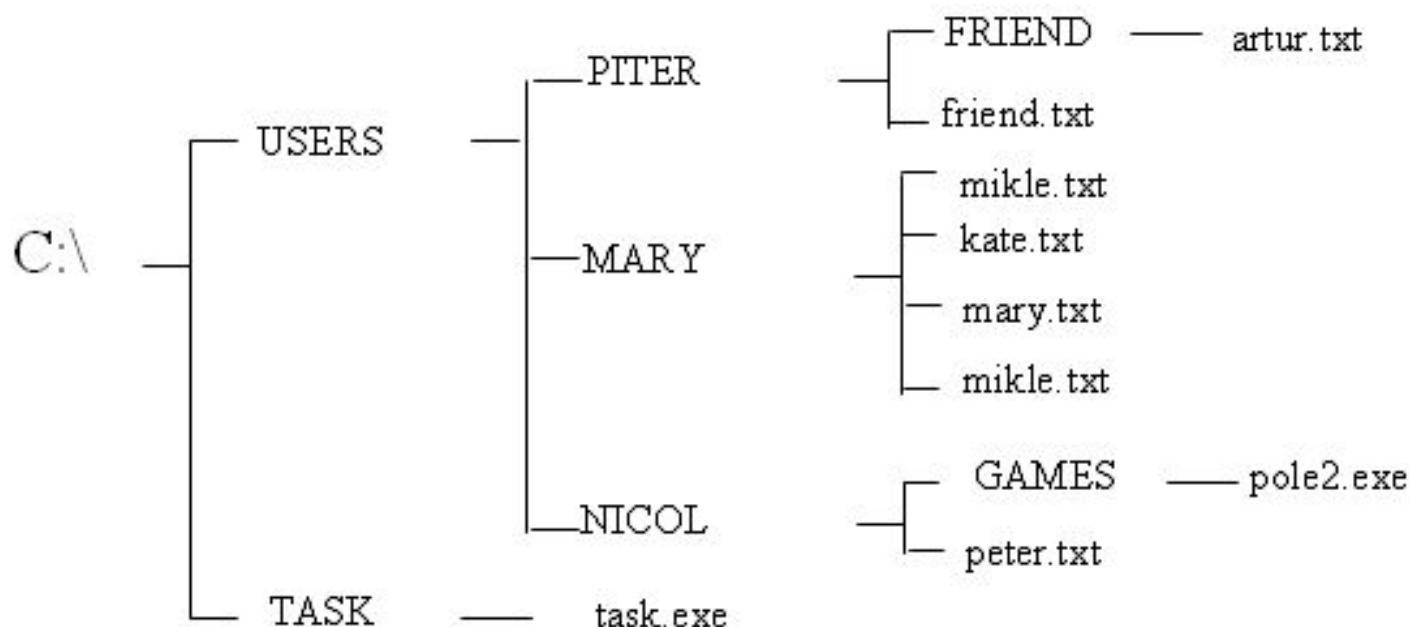 FRIEND artur.txt
PITER
friend.txt
USERS
mikle.txt
kate.txt
C:\
MARY
mary.txt
mikle.txt
GAMES pole2.exe
NICOL
peter.txt
TASK task.exe